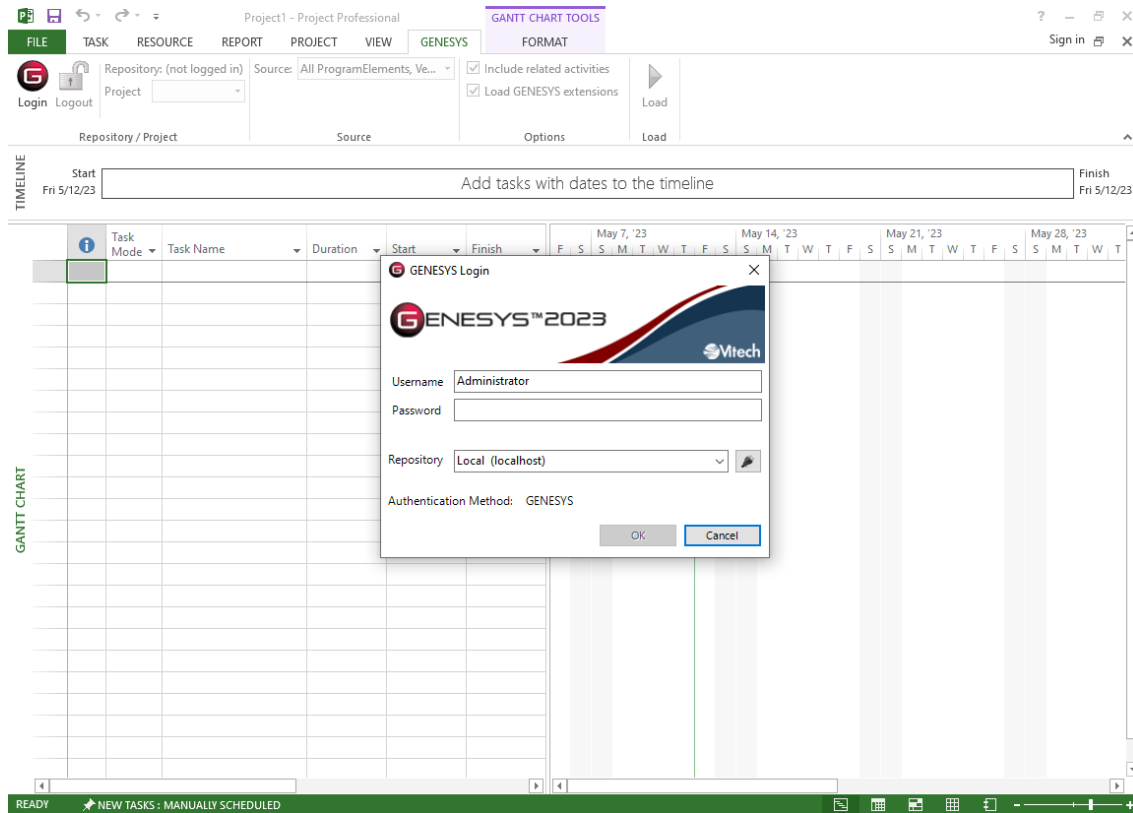 Project1 - Project Professional
GANTT CHART TOOLS
?
FILE TASK RESOURCE REPORT PROJECT VIEW GENESYS FORMAT Sign in
Login Logout
Repository: (not logged in)
Project
Repository / Project
Source: All ProgramElements, Ve...
Source
Include related activities
Load GENESYS extensions
Options
Load
Load
TIMELINE
Start
Fri 5/12/23
Add tasks with dates to the timeline
Finish
Fri 5/12/23
Task Mode Task Name Duration Start Finish
May 7, '23 May 14, '23 May 21, '23 May 28, '23
F S S M T W T F S S M T W T F S S M T W T F S S M T W T
GANTT CHART
GENESYS Login
GENESYS™2023
Vitech
Username Administrator
Password
Repository Local (localhost)
Authentication Method: GENESYS
OK Cancel
READY NEW TASKS : MANUALLY SCHEDULED